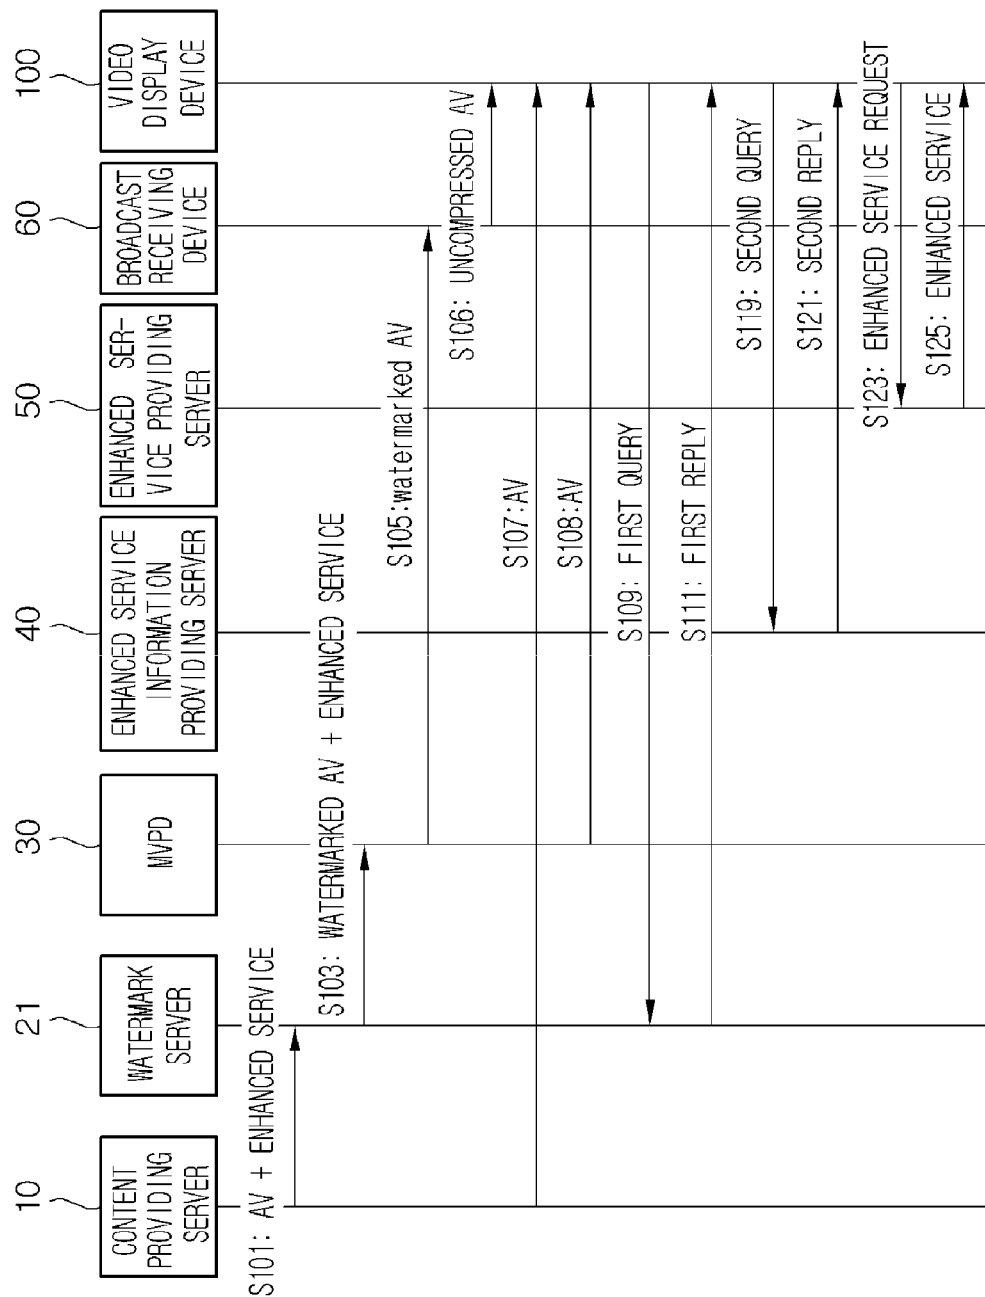 10
CONTENT
PROVIDING
SERVER
21
WATERMARK
SERVER
30
MVPD
40
ENHANCED SERVICE
INFORMATION
PROVIDING SERVER
50
ENHANCED SER-
VICE PROVIDING
SERVER
60
BROADCAST
RECEIVING
DEVICE
100
VIDEO
DISPLAY
DEVICE
S101: AV + ENHANCED SERVICE
S103: WATERMARKED AV + ENHANCED SERVICE
S105:watermarked AV
S106: UNCOMPRESSED AV
S107:AV
S108:AV
S109: FIRST QUERY
S111: FIRST REPLY
S119: SECOND QUERY
S121: SECOND REPLY
S123: ENHANCED SERVICE REQUEST
S125: ENHANCED SERVICE